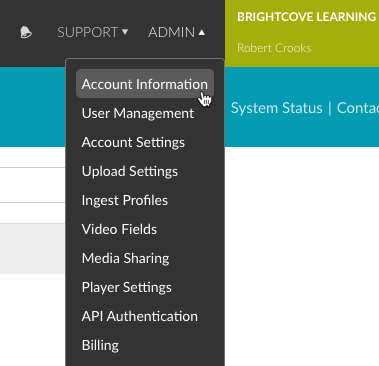 SUPPORT ▼ ADMIN ▲
BRIGHTCOVE LEARNING
Robert Crooks
Account Information
User Management
System Status | Conta
Account Settings
Upload Settings
Ingest Profiles
Video Fields
Media Sharing
Player Settings
API Authentication
Billing